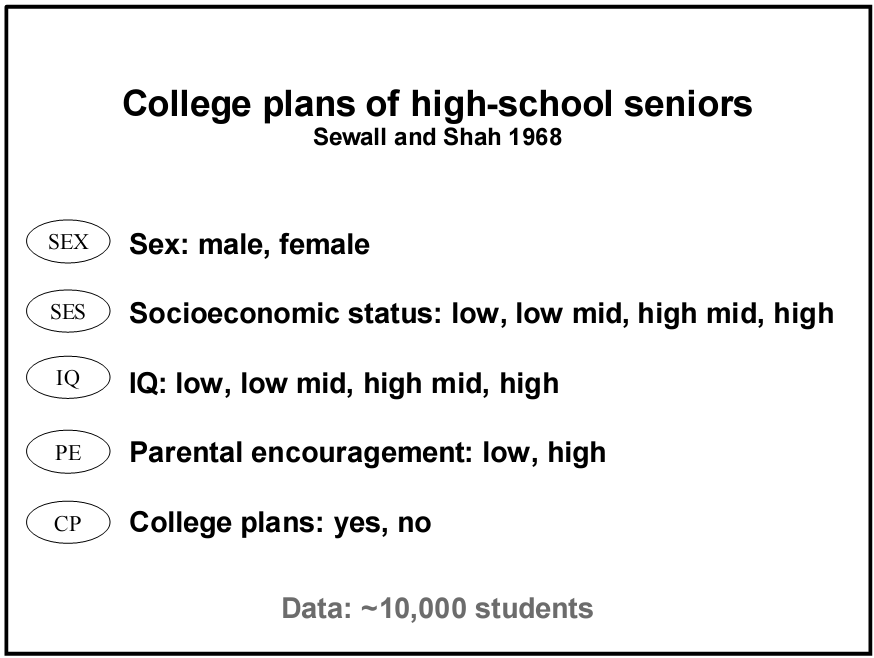 College plans of high-school seniors
Sewall and Shah 1968
SEX Sex: male, female
SES Socioeconomic status: low, low mid, high mid, high
IQ IQ: low, low mid, high mid, high
PE Parental encouragement: low, high
CP College plans: yes, no
Data: ~10,000 students